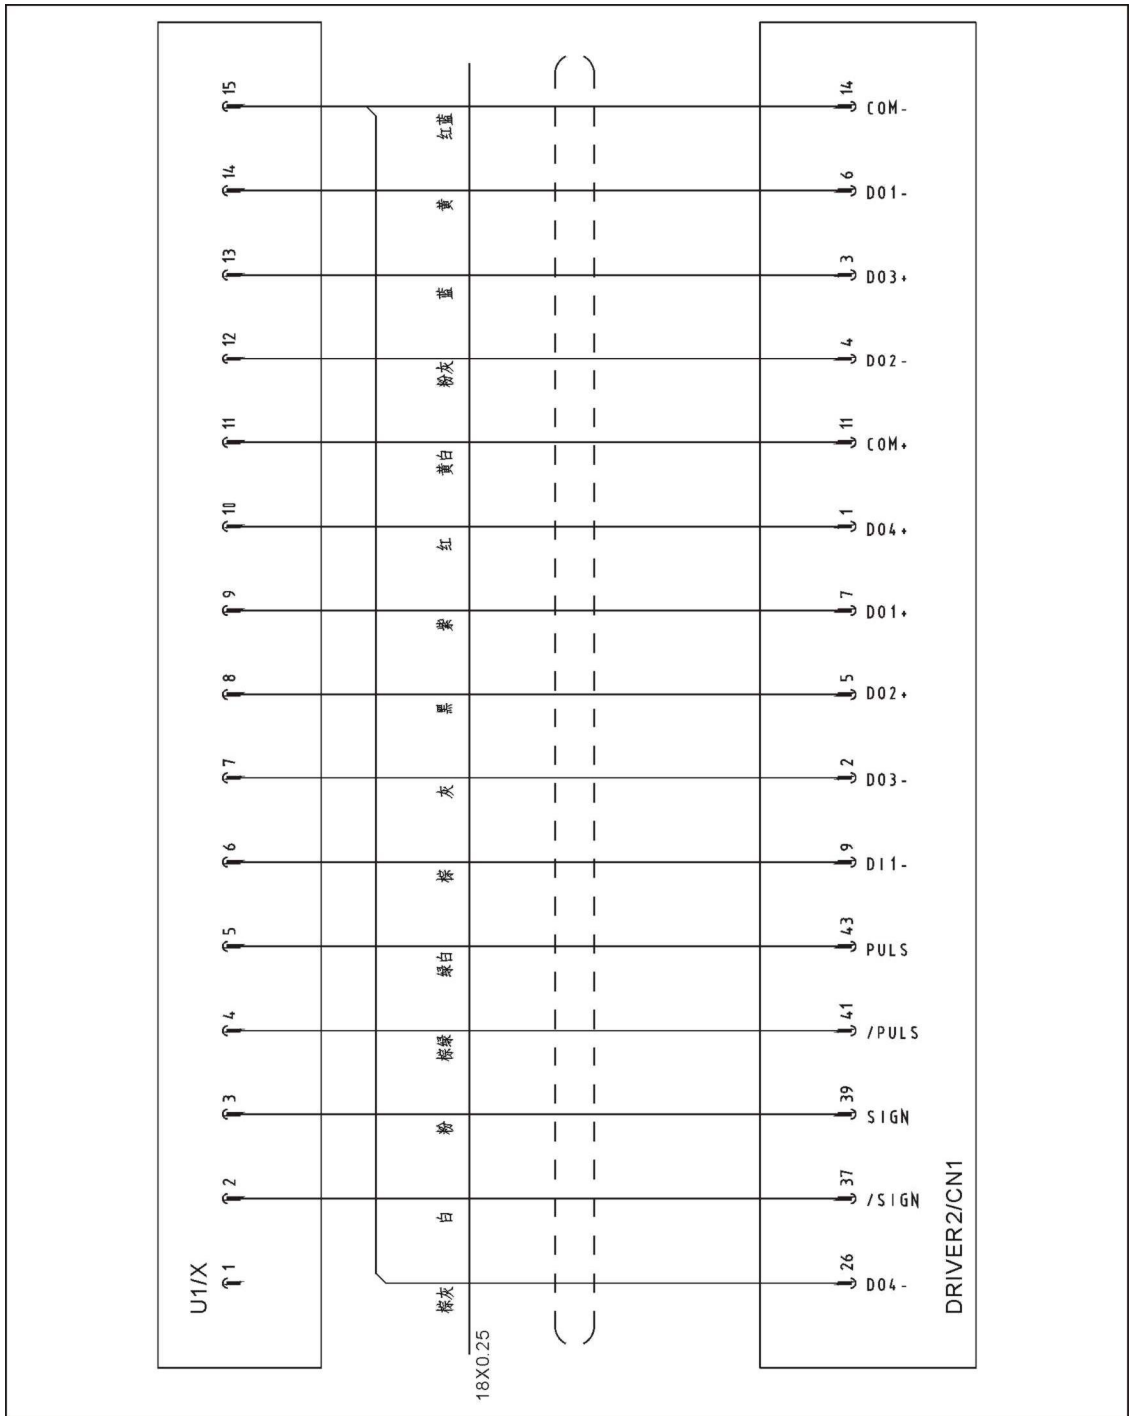 U1/X
15
红蓝
14
COM-
14
黄
6
DO1-
13
蓝
3
DO3+
12
粉灰
4
DO2-
11
黄白
11
COM+
10
红
1
DO4+
9
紫
7
DO1+
8
黑
5
DO2+
7
灰
2
DO3-
6
棕
9
DI1-
5
绿白
43
PULS
4
棕绿
41
/PULS
3
粉
39
SIGN
2
白
37
/SIGN
1
棕灰
26
DO4-
18X0.25
DRIVER2/CN1